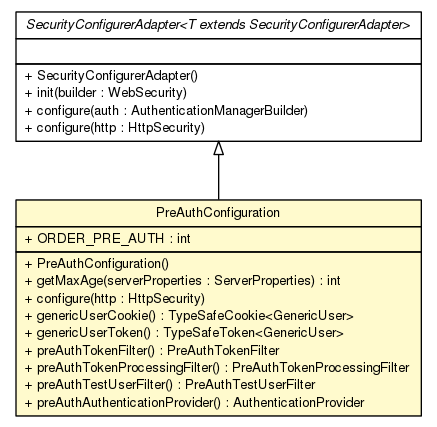 SecurityConfigurerAdapter<T extends SecurityConfigurerAdapter>
+ SecurityConfigurerAdapter()
+ init(builder : WebSecurity)
+ configure(auth : AuthenticationManagerBuilder)
+ configure(http : HttpSecurity)
PreAuthConfiguration
+ ORDER_PRE_AUTH : int
+ PreAuthConfiguration()
+ getMaxAge(serverProperties : ServerProperties) : int
+ configure(http : HttpSecurity)
+ genericUserCookie() : TypeSafeCookie<GenericUser>
+ genericUserToken() : TypeSafeToken<GenericUser>
+ preAuthTokenFilter() : PreAuthTokenFilter
+ preAuthTokenProcessingFilter() : PreAuthTokenProcessingFilter
+ preAuthTestUserFilter() : PreAuthTestUserFilter
+ preAuthAuthenticationProvider() : AuthenticationProvider